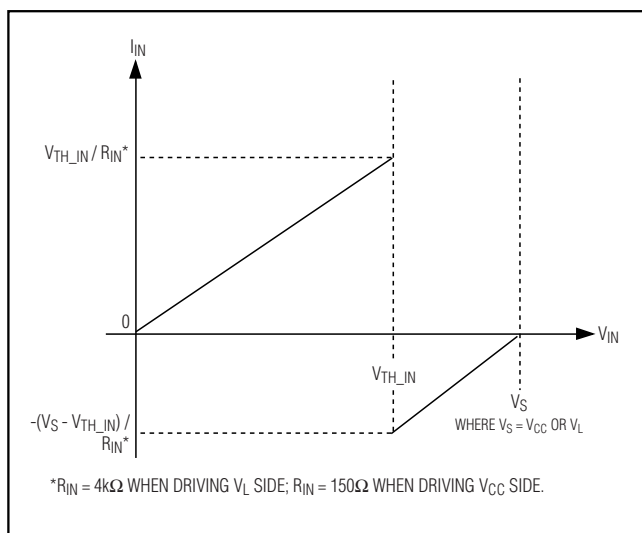 I_IN
V_TH_IN / R_IN*
0
V_IN
V_TH_IN
-(V_S - V_TH_IN) /
R_IN*
V_S
WHERE V_S = V_CC OR V_L
*R_IN = 4kΩ WHEN DRIVING V_L SIDE; R_IN = 150Ω WHEN DRIVING V_CC SIDE.